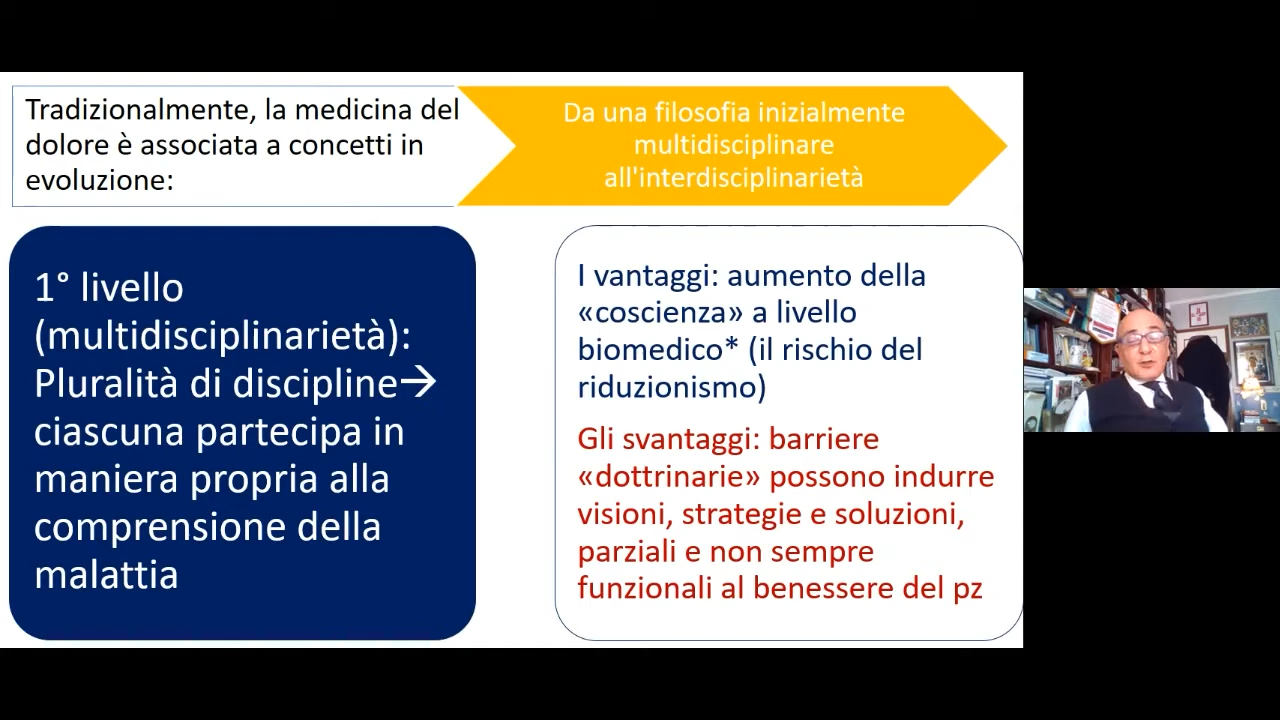 Tradizionalmente, la medicina del
dolore è associata a concetti in
evoluzione:
Da una filosofia inizialmente
multidisciplinare
all'interdisciplinarietà
1° livello
(multidisciplinarietà):
Pluralità di discipline→
ciascuna partecipa in
maniera propria alla
comprensione della
malattia
I vantaggi: aumento della
«coscienza» a livello
biomedico* (il rischio del
riduzionismo)
Gli svantaggi: barriere
«dottrinarie» possono indurre
visioni, strategie e soluzioni,
parziali e non sempre
funzionali al benessere del pz